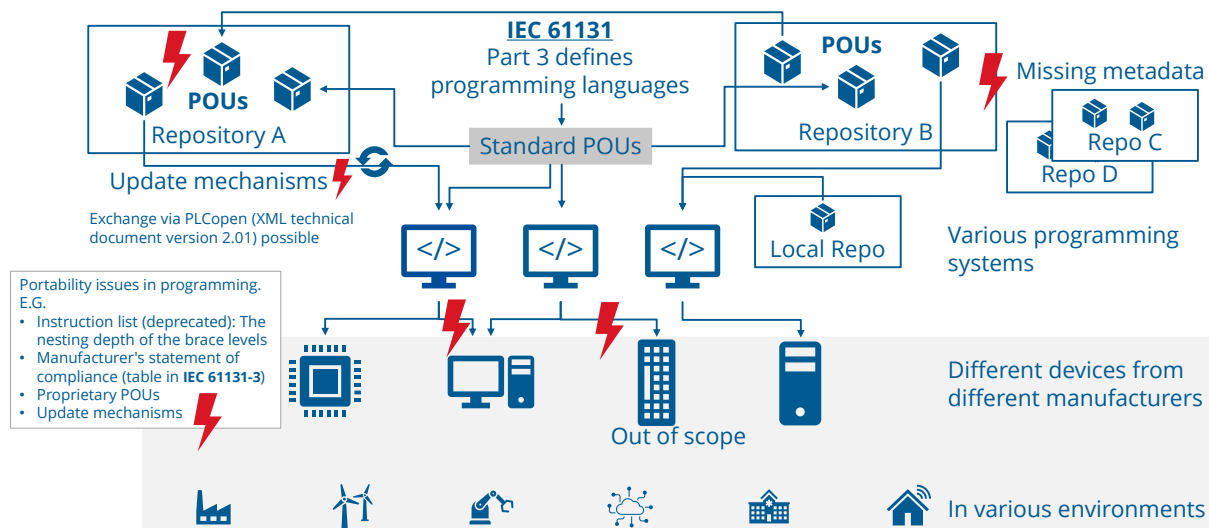 IEC 61131
Part 3 defines
programming languages
POUs
Repository A
POUs
Repository B
Missing metadata
Repo C
Repo D
Standard POUs
Update mechanisms
Exchange via PLCopen (XML technical
document version 2.01) possible
</>
</>
</>
Local Repo
Various programming
systems
Portability issues in programming.
E.G.
• Instruction list (deprecated): The
nesting depth of the brace levels
• Manufacturer's statement of
compliance (table in IEC 61131-3)
• Proprietary POUs
• Update mechanisms
Different devices from
different manufacturers
Out of scope
In various environments